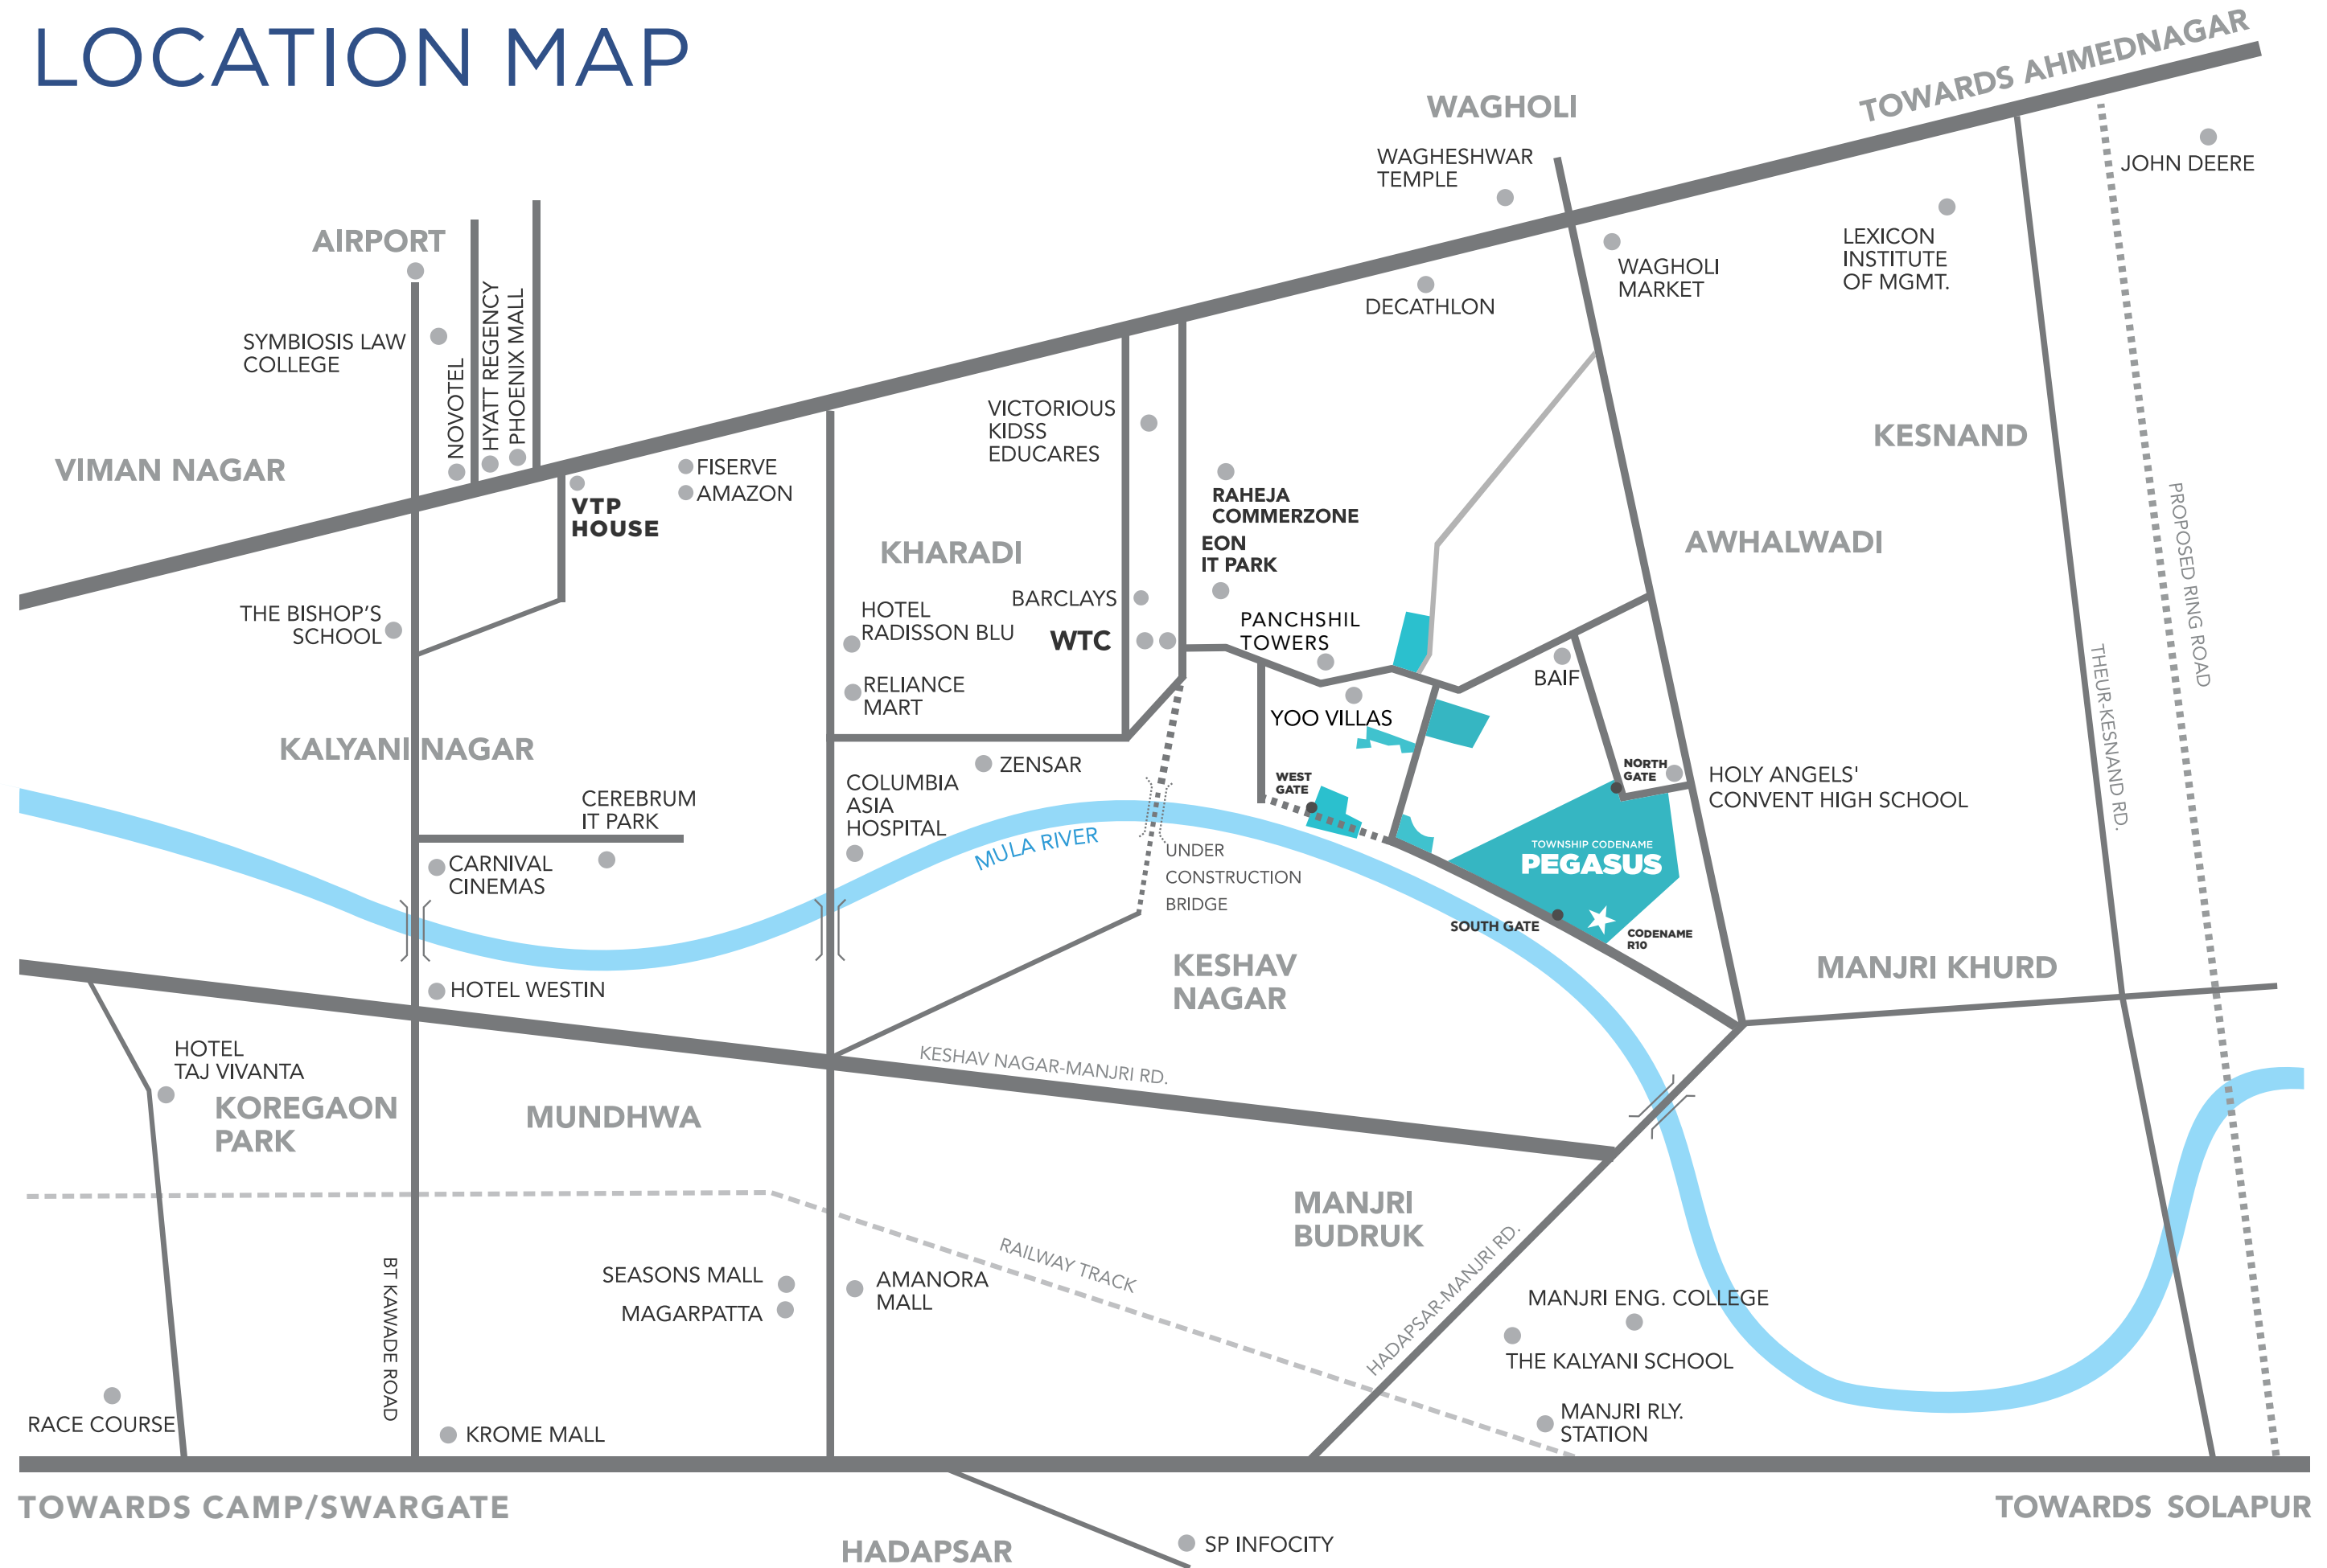 LOCATION MAP
TOWARDS AHMEDNAGAR
WAGHOLI
WAGHESHWAR
TEMPLE
JOHN DEERE
AIRPORT
LEXICON
INSTITUTE
OF MGMT.
WAGHOLI
MARKET
DECATHLON
SYMBIOSIS LAW
COLLEGE
NOVOTEL
HYATT REGENCY
PHOENIX MALL
VICTORIOUS
KIDSS
EDUCARES
KESNAND
VIMAN NAGAR
FISERVE
AMAZON
VTP
HOUSE
RAHEJA
COMMERZONE
EON
IT PARK
KHARADI
AWHALWADI
PROPOSED RING ROAD
THE BISHOP'S
SCHOOL
HOTEL
RADISSON BLU
BARCLAYS
WTC
PANCHSHIL
TOWERS
BAIF
THEUR-KESNAND RD.
RELIANCE
MART
YOO VILLAS
KALYANI NAGAR
ZENSAR
WEST
GATE
NORTH
GATE
HOLY ANGELS'
CONVENT HIGH SCHOOL
CEREBRUM
IT PARK
COLUMBIA
ASIA
HOSPITAL
MULA RIVER
UNDER
CONSTRUCTION
BRIDGE
TOWNSHIP CODENAME
PEGASUS
CARNIVAL
CINEMAS
SOUTH GATE
CODENAME
R10
KESHAV
NAGAR
MANJRI KHURD
HOTEL WESTIN
HOTEL
TAJ VIVANTA
KESHAV NAGAR-MANJRI RD.
KOREGAON
PARK
MUNDHWA
MANJRI
BUDRUK
RAILWAY TRACK
HADAPSAR-MANJRI RD.
BT KAWADE ROAD
SEASONS MALL
MAGARPATTA
AMANORA
MALL
MANJRI ENG. COLLEGE
THE KALYANI SCHOOL
MANJRI RLY.
STATION
RACE COURSE
KROME MALL
TOWARDS CAMP/SWARGATE
TOWARDS SOLAPUR
HADAPSAR
SP INFOCITY